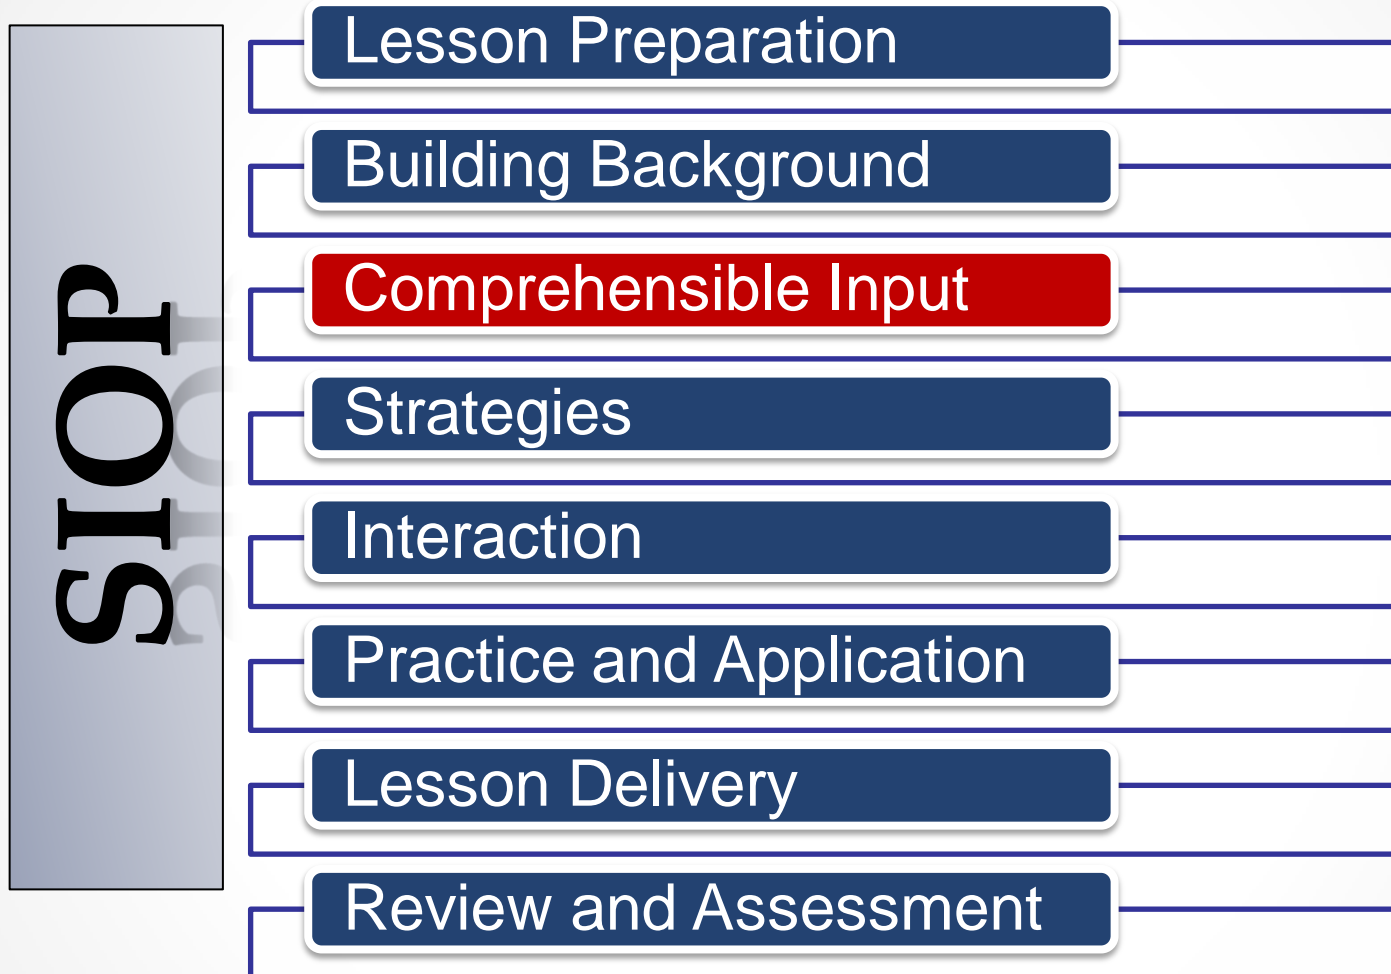 SIOP
Lesson Preparation
Building Background
Comprehensible Input
Strategies
Interaction
Practice and Application
Lesson Delivery
Review and Assessment